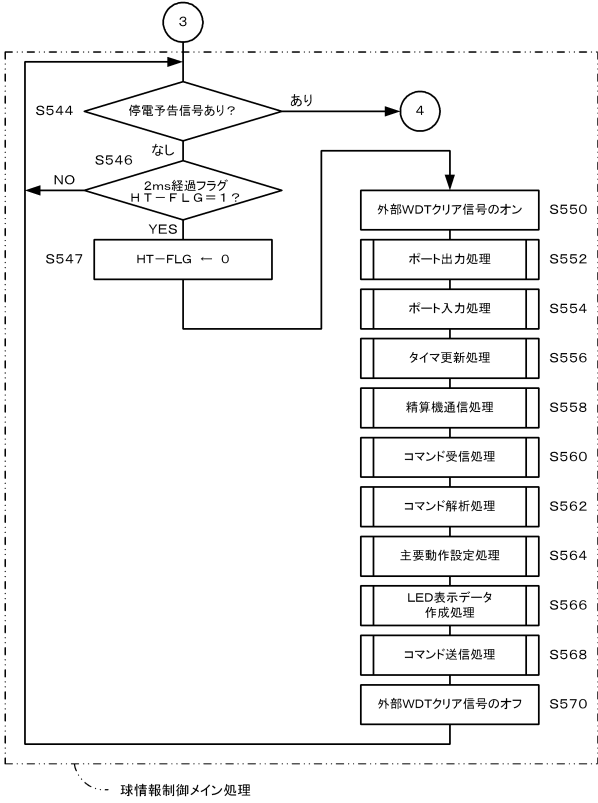 3
S544
停電予告信号あり？
あり
4
なし
S546
NO
2ms経過フラグ
HT－FLG＝1？
YES
S547
HT－FLG ← 0
外部WDTクリア信号のオン
S550
ポート出力処理
S552
ポート入力処理
S554
タイマ更新処理
S556
精算機通信処理
S558
コマンド受信処理
S560
コマンド解析処理
S562
主要動作設定処理
S564
LED表示データ
作成処理
S566
コマンド送信処理
S568
外部WDTクリア信号のオフ
S570
球情報制御メイン処理